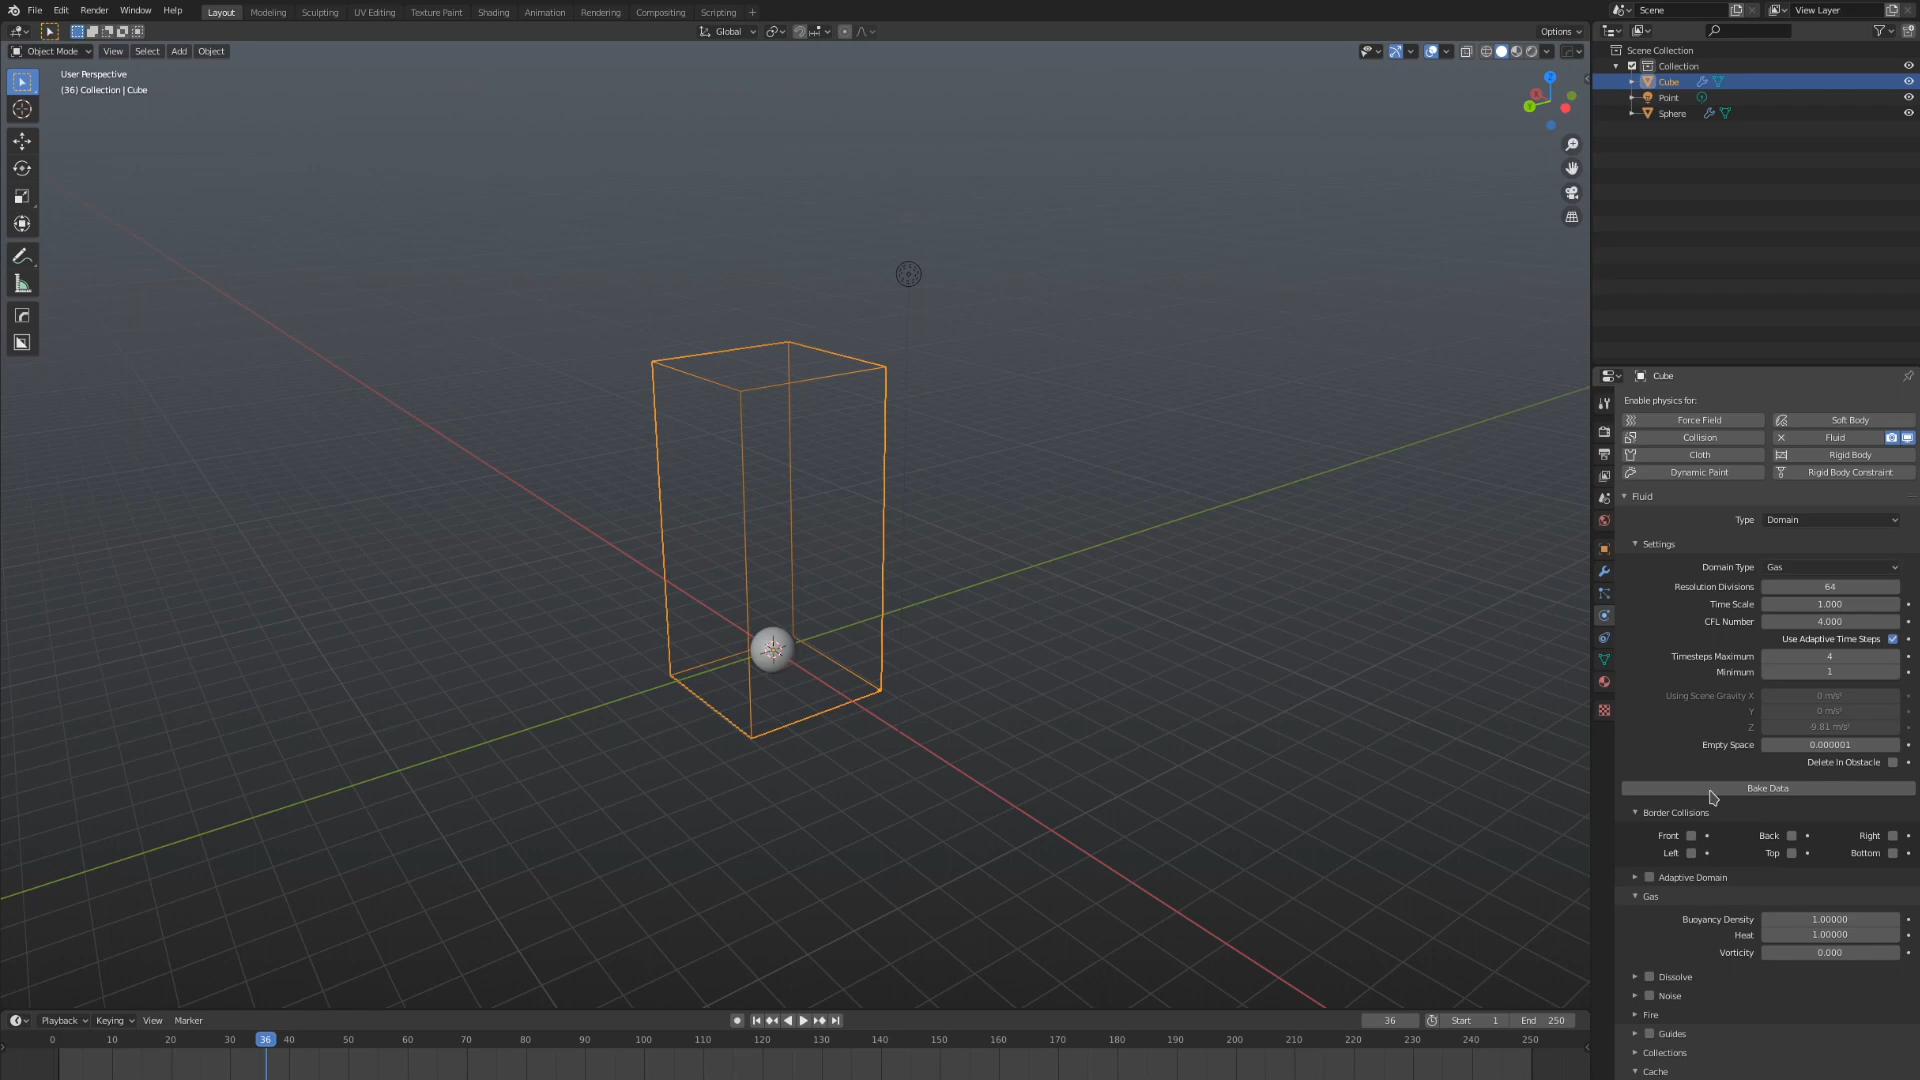 File Edit Render Window Help Layout Modeling Sculpting UV Editing Texture Paint Shading Animation Rendering Compositing Scripting + Scene View Layer
Global Options
Object Mode View Select Add Object
User Perspective
(36) Collection | Cube
Z
X
Y
Scene Collection
Collection
Cube
Point
Sphere
Cube
Enable physics for:
Force Field Soft Body
Collision Fluid
Cloth Rigid Body
Dynamic Paint Rigid Body Constraint
Fluid
Type Domain
Settings
Domain Type Gas
Resolution Divisions 64
Time Scale 1.000
CFL Number 4.000
Use Adaptive Time Steps
Timesteps Maximum 4
Minimum 1
Using Scene Gravity X 0 m/s²
Y 0 m/s²
Z -9.81 m/s²
Empty Space 0.000001
Delete In Obstacle
Bake Data
Border Collisions
Front Back Right
Left Top Bottom
Adaptive Domain
Gas
Buoyancy Density 1.00000
Heat 1.00000
Vorticity 0.000
Dissolve
Noise
Fire
Guides
Collections
Cache
Playback Keying View Marker 36 Start 1 End 250
0 10 20 30 36 40 50 60 70 80 90 100 110 120 130 140 150 160 170 180 190 200 210 220 230 240 250